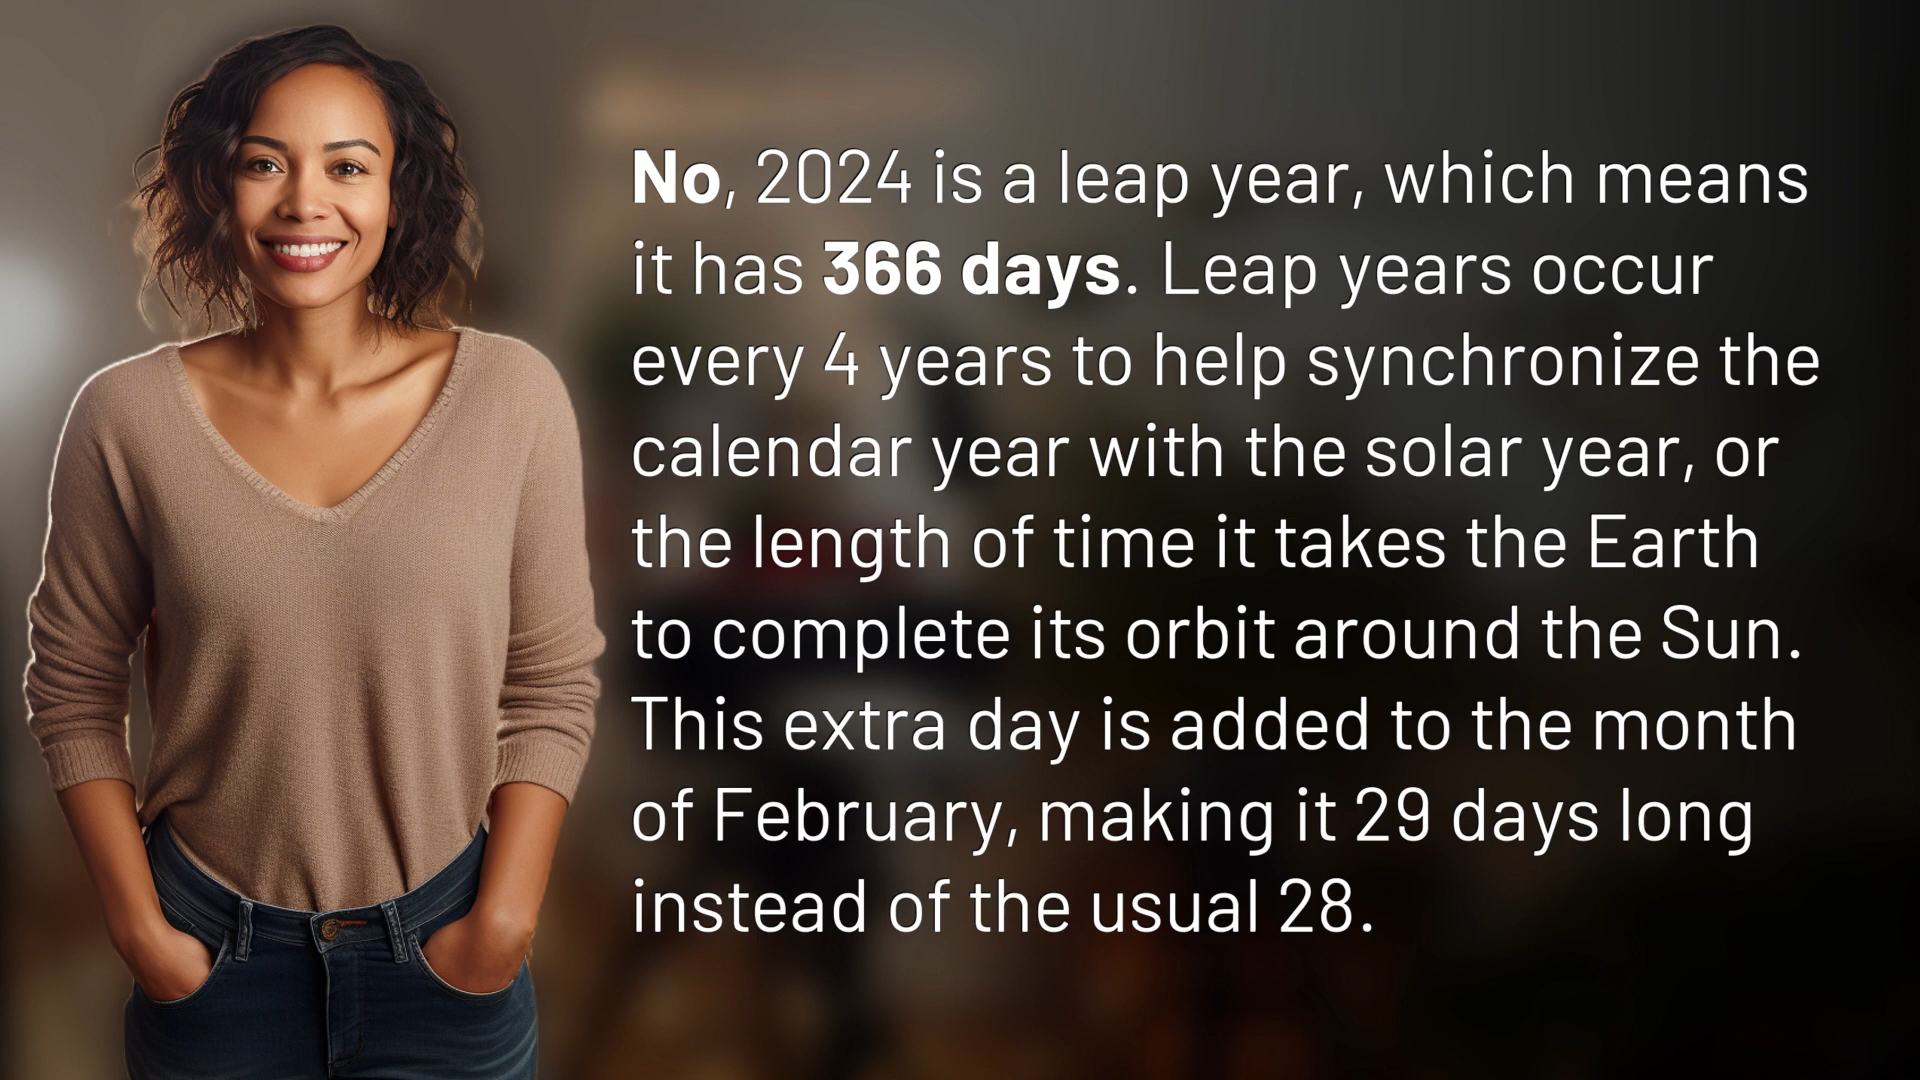 No, 2024 is a leap year, which means
it has 366 days. Leap years occur
every 4 years to help synchronize the
calendar year with the solar year, or
the length of time it takes the Earth
to complete its orbit around the Sun.
This extra day is added to the month
of February, making it 29 days long
instead of the usual 28.